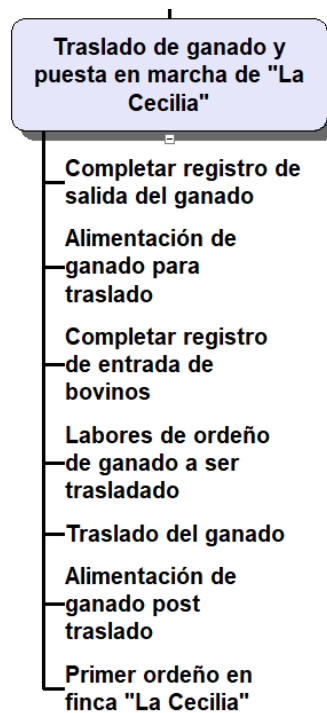 Traslado de ganado y
puesta en marcha de "La
Cecilia"
Completar registro de
salida del ganado
Alimentación de
ganado para
traslado
Completar registro
de entrada de
bovinos
Labores de ordeño
de ganado a ser
trasladado
Traslado del ganado
Alimentación de
ganado post
traslado
Primer ordeño en
finca "La Cecilia"